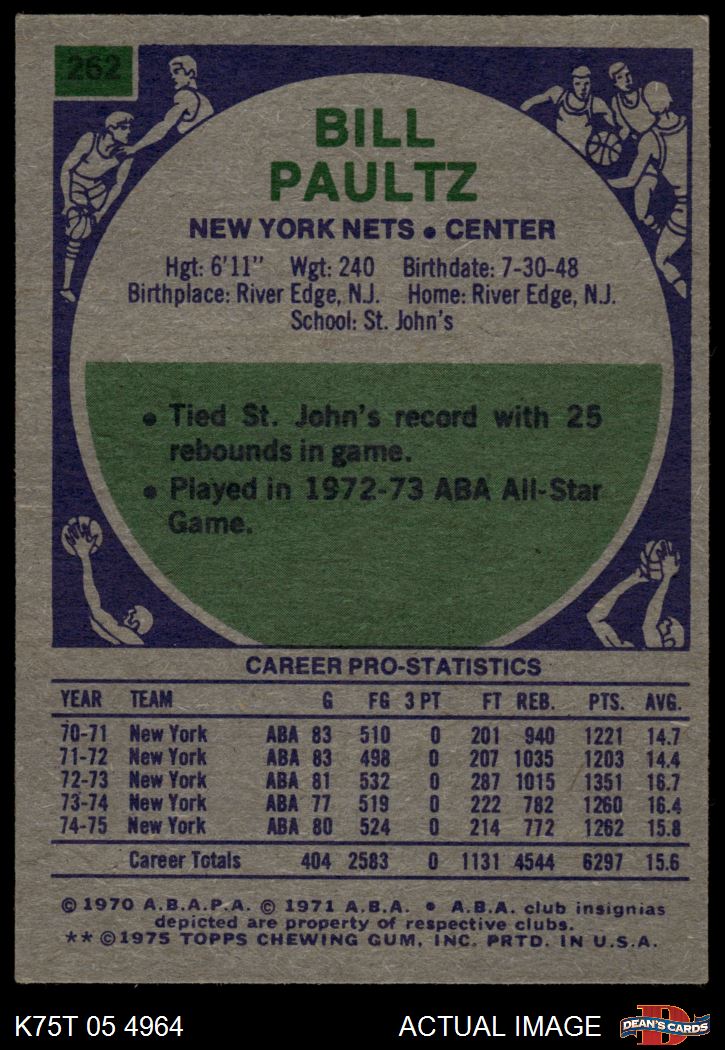 262
BILL
PAULTZ
NEW YORK NETS • CENTER
Hgt: 6'11" Wgt: 240 Birthdate: 7-30-48
Birthplace: River Edge, N.J. Home: River Edge, N.J.
School: St. John's
• Tied St. John's record with 25
rebounds in game.
• Played in 1972-73 ABA All-Star
Game.
CAREER PRO-STATISTICS
YEAR TEAM G FG 3 PT FT REB. PTS. AVG.
70-71 New York ABA 83 510 0 201 940 1221 14.7
71-72 New York ABA 83 498 0 207 1035 1203 14.4
72-73 New York ABA 81 532 0 287 1015 1351 16.7
73-74 New York ABA 77 519 0 222 782 1260 16.4
74-75 New York ABA 80 524 0 214 772 1262 15.8
Career Totals 404 2583 0 1131 4544 6297 15.6
© 1970 A.B.A.P.A. © 1971 A.B.A. • A.B.A. club insignias
depicted are property of respective clubs.
** © 1975 TOPPS CHEWING GUM, INC. PRTD. IN U.S.A.
K75T 05 4964 ACTUAL IMAGE D DEAN'S CARDS